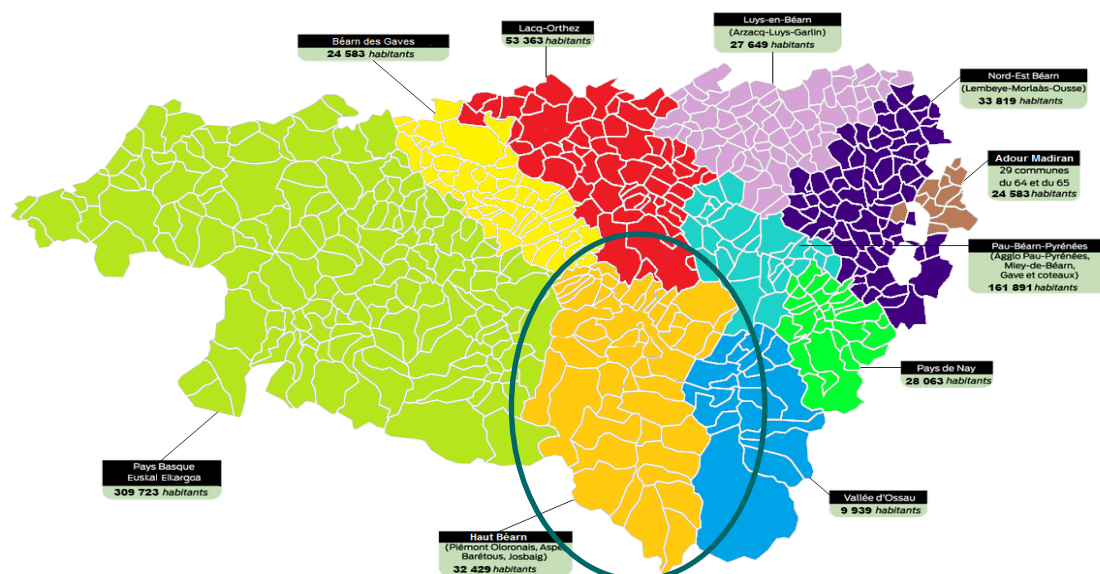 Luys-en-Béarn
(Arzacq-Luys-Garlin)
27 649 habitants
Lacq-Orthez
53 363 habitants
Béarn des Gaves
24 583 habitants
Nord-Est Béarn
(Lembeye-Morlaàs-Ousse)
33 819 habitants
Adour Madiran
29 communes
du 64 et du 65
24 583 habitants
Pau-Béarn-Pyrénées
(Agglo Pau-Pyrénées,
Miey-de-Béarn,
Gave et coteaux)
161 891 habitants
Pays de Nay
28 063 habitants
Pays Basque
Euskal Elkargoa
309 723 habitants
Vallée d'Ossau
9 939 habitants
Haut Béarn
(Piémont Oloronais, Aspe,
Barétous, Josbaig)
32 429 habitants